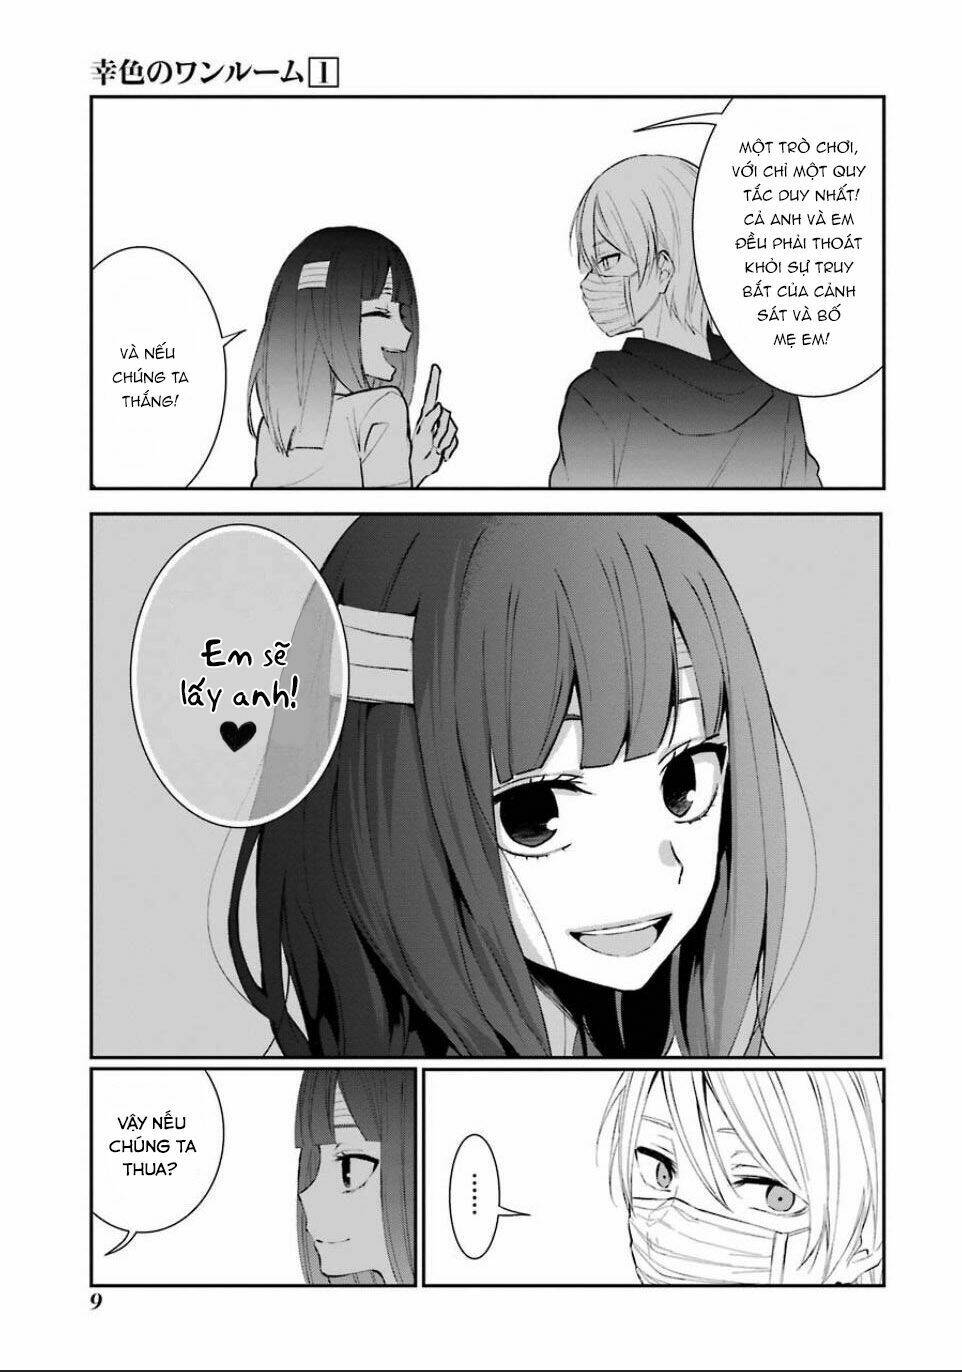 幸色のワンルーム 1
MỘT TRÒ CHƠI,
VỚI CHỈ MỘT QUY
TẮC DUY NHẤT!
CẢ ANH VÀ EM
ĐỀU PHẢI THOÁT
KHỎI SỰ TRUY
BẮT CỦA CẢNH
SÁT VÀ BỐ
MẸ EM!
VÀ NẾU
CHÚNG TA
THẮNG!
Em sẽ
lấy anh!
♥
………
VẬY NẾU
CHÚNG TA
THUA?
9